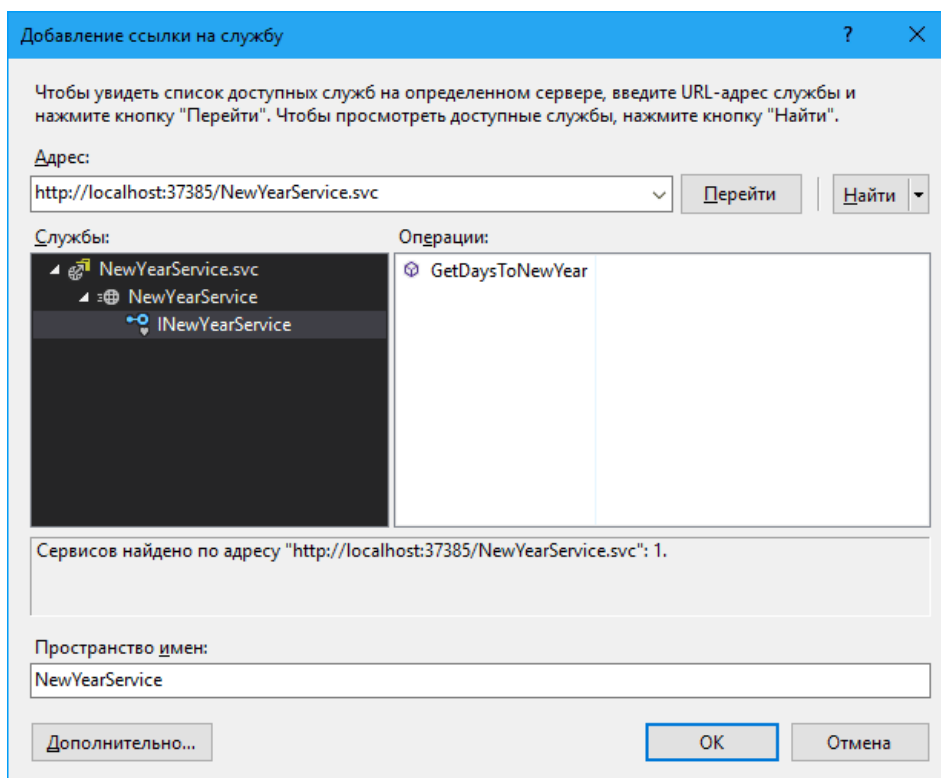 Добавление ссылки на службу
?
Чтобы увидеть список доступных служб на определенном сервере, введите URL-адрес службы и
нажмите кнопку "Перейти". Чтобы просмотреть доступные службы, нажмите кнопку "Найти".
Адрес:
http://localhost:37385/NewYearService.svc
Перейти
Найти
Службы:
Операции:
NewYearService.svc
GetDaysToNewYear
NewYearService
INewYearService
Сервисов найдено по адресу "http://localhost:37385/NewYearService.svc": 1.
Пространство имен:
NewYearService
Дополнительно...
ОК
Отмена